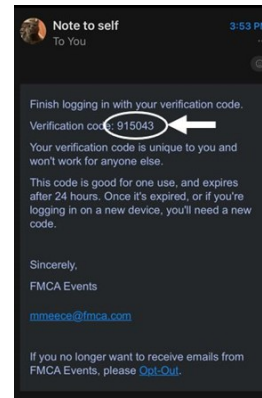 Note to self
3:53 P
To You
Finish logging in with your verification code.
Verification code: 915043
Your verification code is unique to you and
won't work for anyone else.
This code is good for one use, and expires
after 24 hours. Once it's expired, or if you're
logging in on a new device, you'll need a new
code.
Sincerely,
FMCA Events
mmeece@fmca.com
If you no longer want to receive emails from
FMCA Events, please Opt-Out.